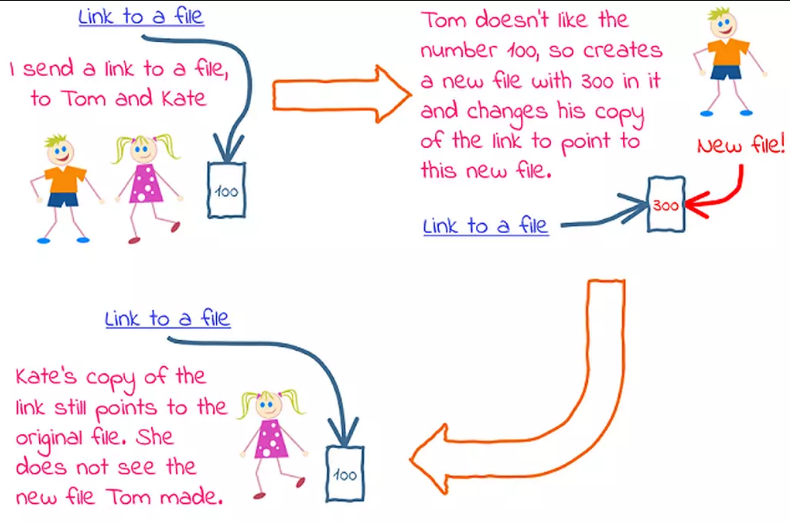 Link to a file
I send a link to a file,
to Tom and Kate
100
Tom doesn't like the
number 100, so creates
a new file with 300 in it
and changes his copy
of the link to point to
this new file.
New file!
Link to a file
300
Link to a file
Kate's copy of the
link still points to the
original file. She
does not see the
new file Tom made.
100